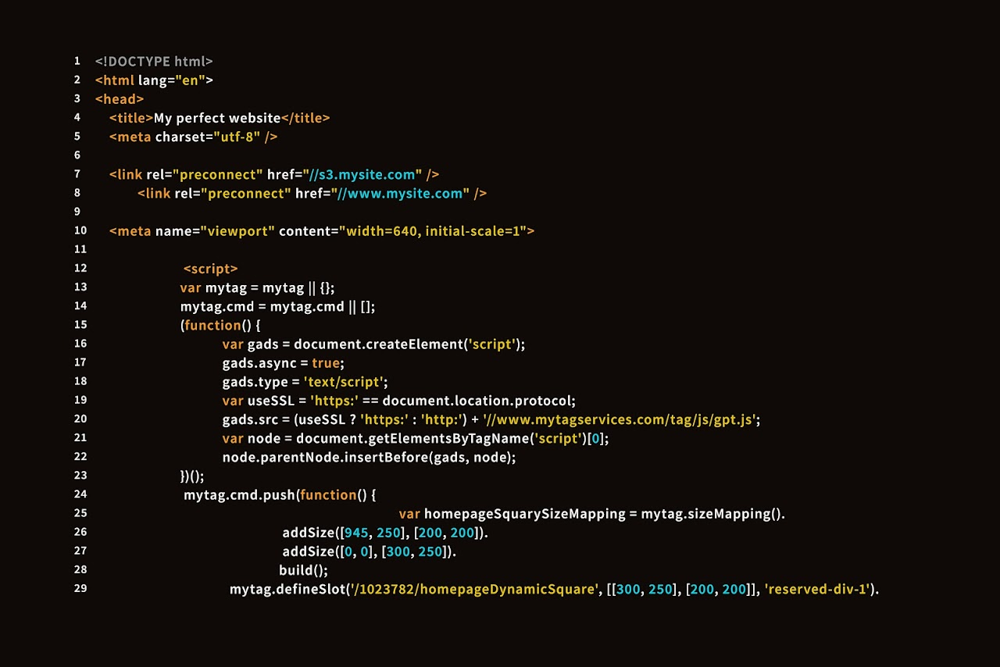 1 <!DOCTYPE html>
2 <html lang="en">
3 <head>
4 <title>My perfect website</title>
5 <meta charset="utf-8" />
6
7 <link rel="preconnect" href="//s3.mysite.com" />
8 <link rel="preconnect" href="//www.mysite.com" />
9
10 <meta name="viewport" content="width=640, initial-scale=1">
11
12 <script>
13 var mytag = mytag || {};
14 mytag.cmd = mytag.cmd || [];
15 (function() {
16 var gads = document.createElement('script');
17 gads.async = true;
18 gads.type = 'text/script';
19 var useSSL = 'https:' == document.location.protocol;
20 gads.src = (useSSL ? 'https:' : 'http:') + '//www.mytagservices.com/tag/js/gpt.js';
21 var node = document.getElementsByTagName('script')[0];
22 node.parentNode.insertBefore(gads, node);
23 })();
24 mytag.cmd.push(function() {
25 var homepageSquarySizeMapping = mytag.sizeMapping().
26 addSize([945, 250], [200, 200]).
27 addSize([0, 0], [300, 250]).
28 build();
29 mytag.defineSlot('/1023782/homepageDynamicSquare', [[300, 250], [200, 200]], 'reserved-div-1').